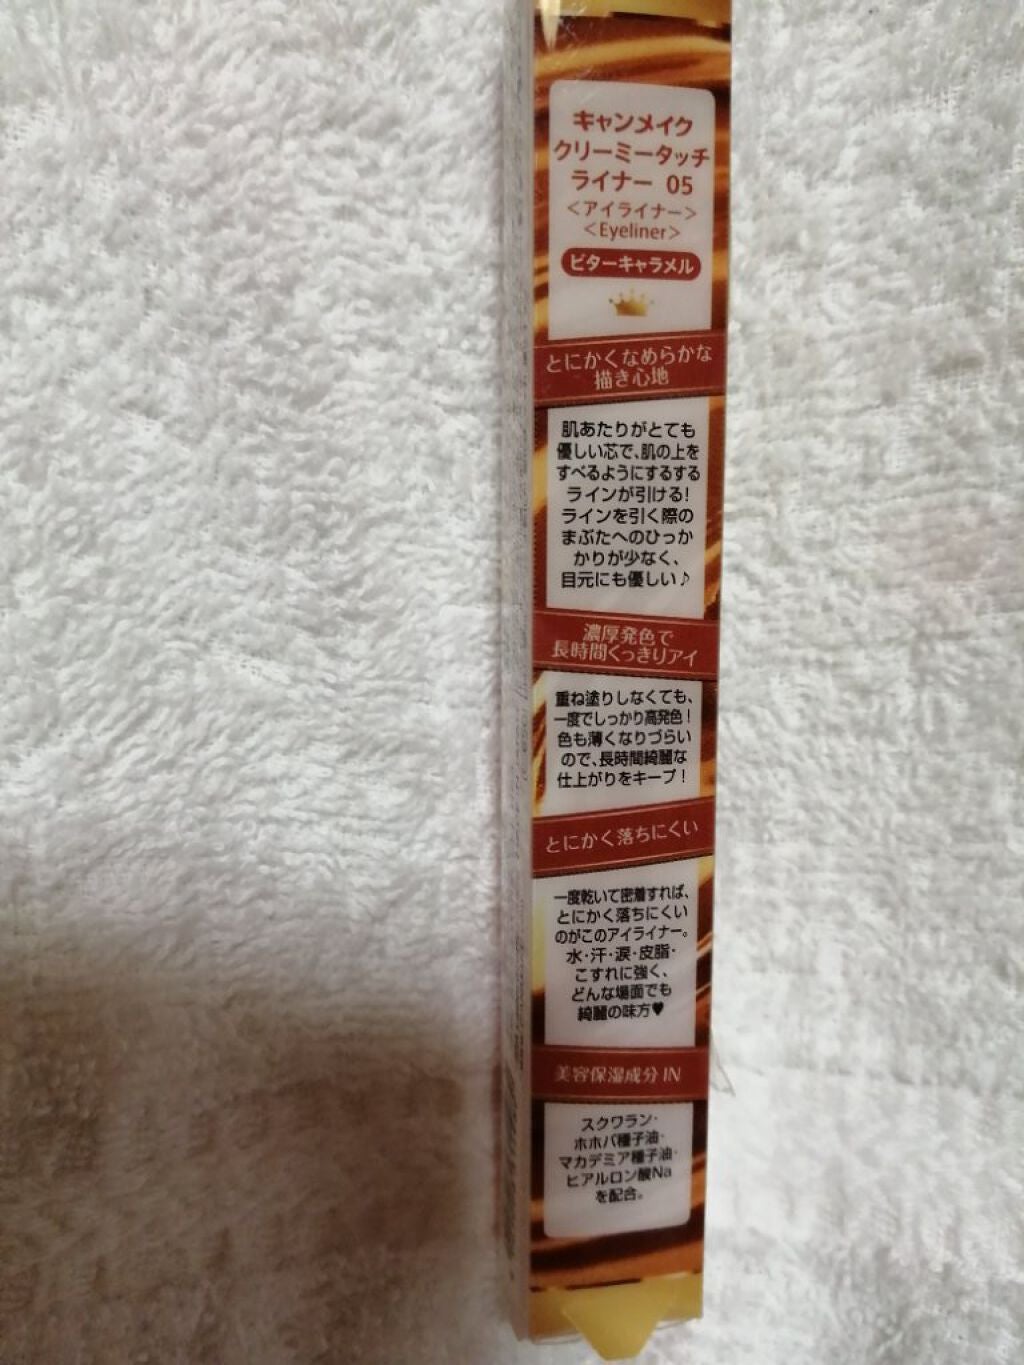 キャンメイク
クリーミータッチ
ライナー 05
<アイライナー>
<Eyeliner>
ビターキャラメル
とにかくなめらかな
描き心地
肌あたりがとても
優しい芯で、肌の上を
すべるようにするする
ラインが引ける!
ラインを引く際の
まぶたへのひっか
かりが少なく、
目元にも優しい♪
濃厚発色で
長時間くっきりアイ
重ね塗りしなくても、
一度でしっかり高発色!
色も薄くなりづらい
ので、長時間綺麗な
仕上がりをキープ!
とにかく落ちにくい
一度乾いて密着すれば、
とにかく落ちにくい
のがこのアイライナー。
水・汗・涙・皮脂・
こすれに強く、
どんな場面でも
綺麗の味方♥
美容保湿成分 IN
スクワラン・
ホホバ種子油・
マカデミア種子油・
ヒアルロン酸Na
を配合。